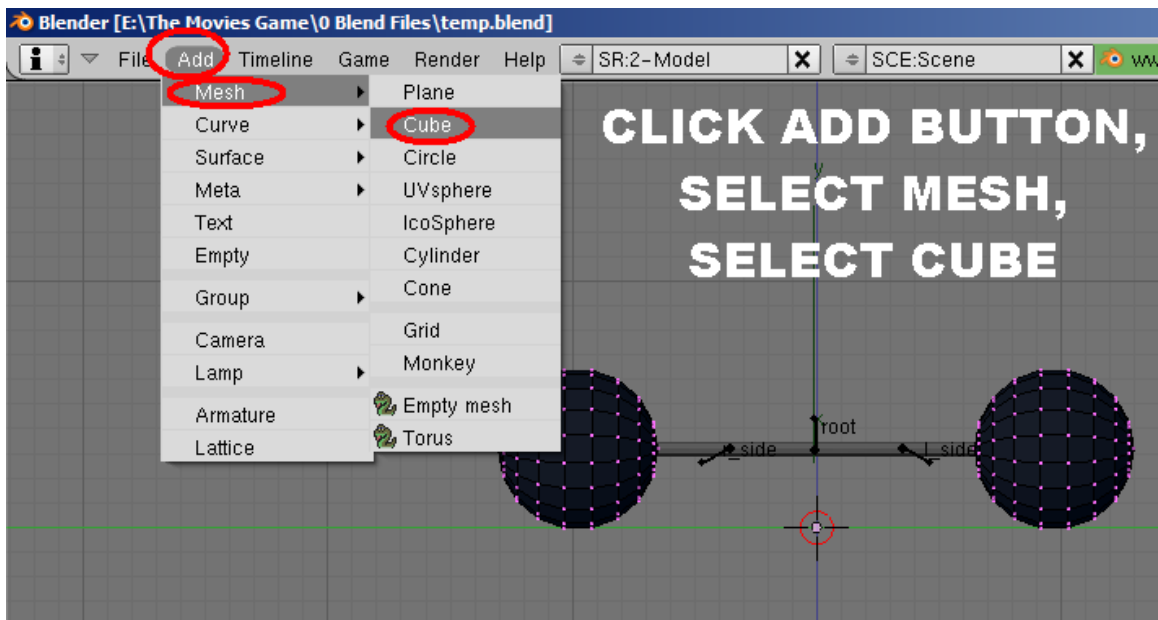 Blender [E:\The Movies Game\0 Blend Files\temp.blend]
File Add Timeline Game Render Help SR:2-Model SCE:Scene
Mesh
Curve
Surface
Meta
Text
Empty
Group
Camera
Lamp
Armature
Lattice
Plane
Cube
Circle
UVsphere
IcoSphere
Cylinder
Cone
Grid
Monkey
Empty mesh
Torus
CLICK ADD BUTTON,
SELECT MESH,
SELECT CUBE
y
root
_side
l_side